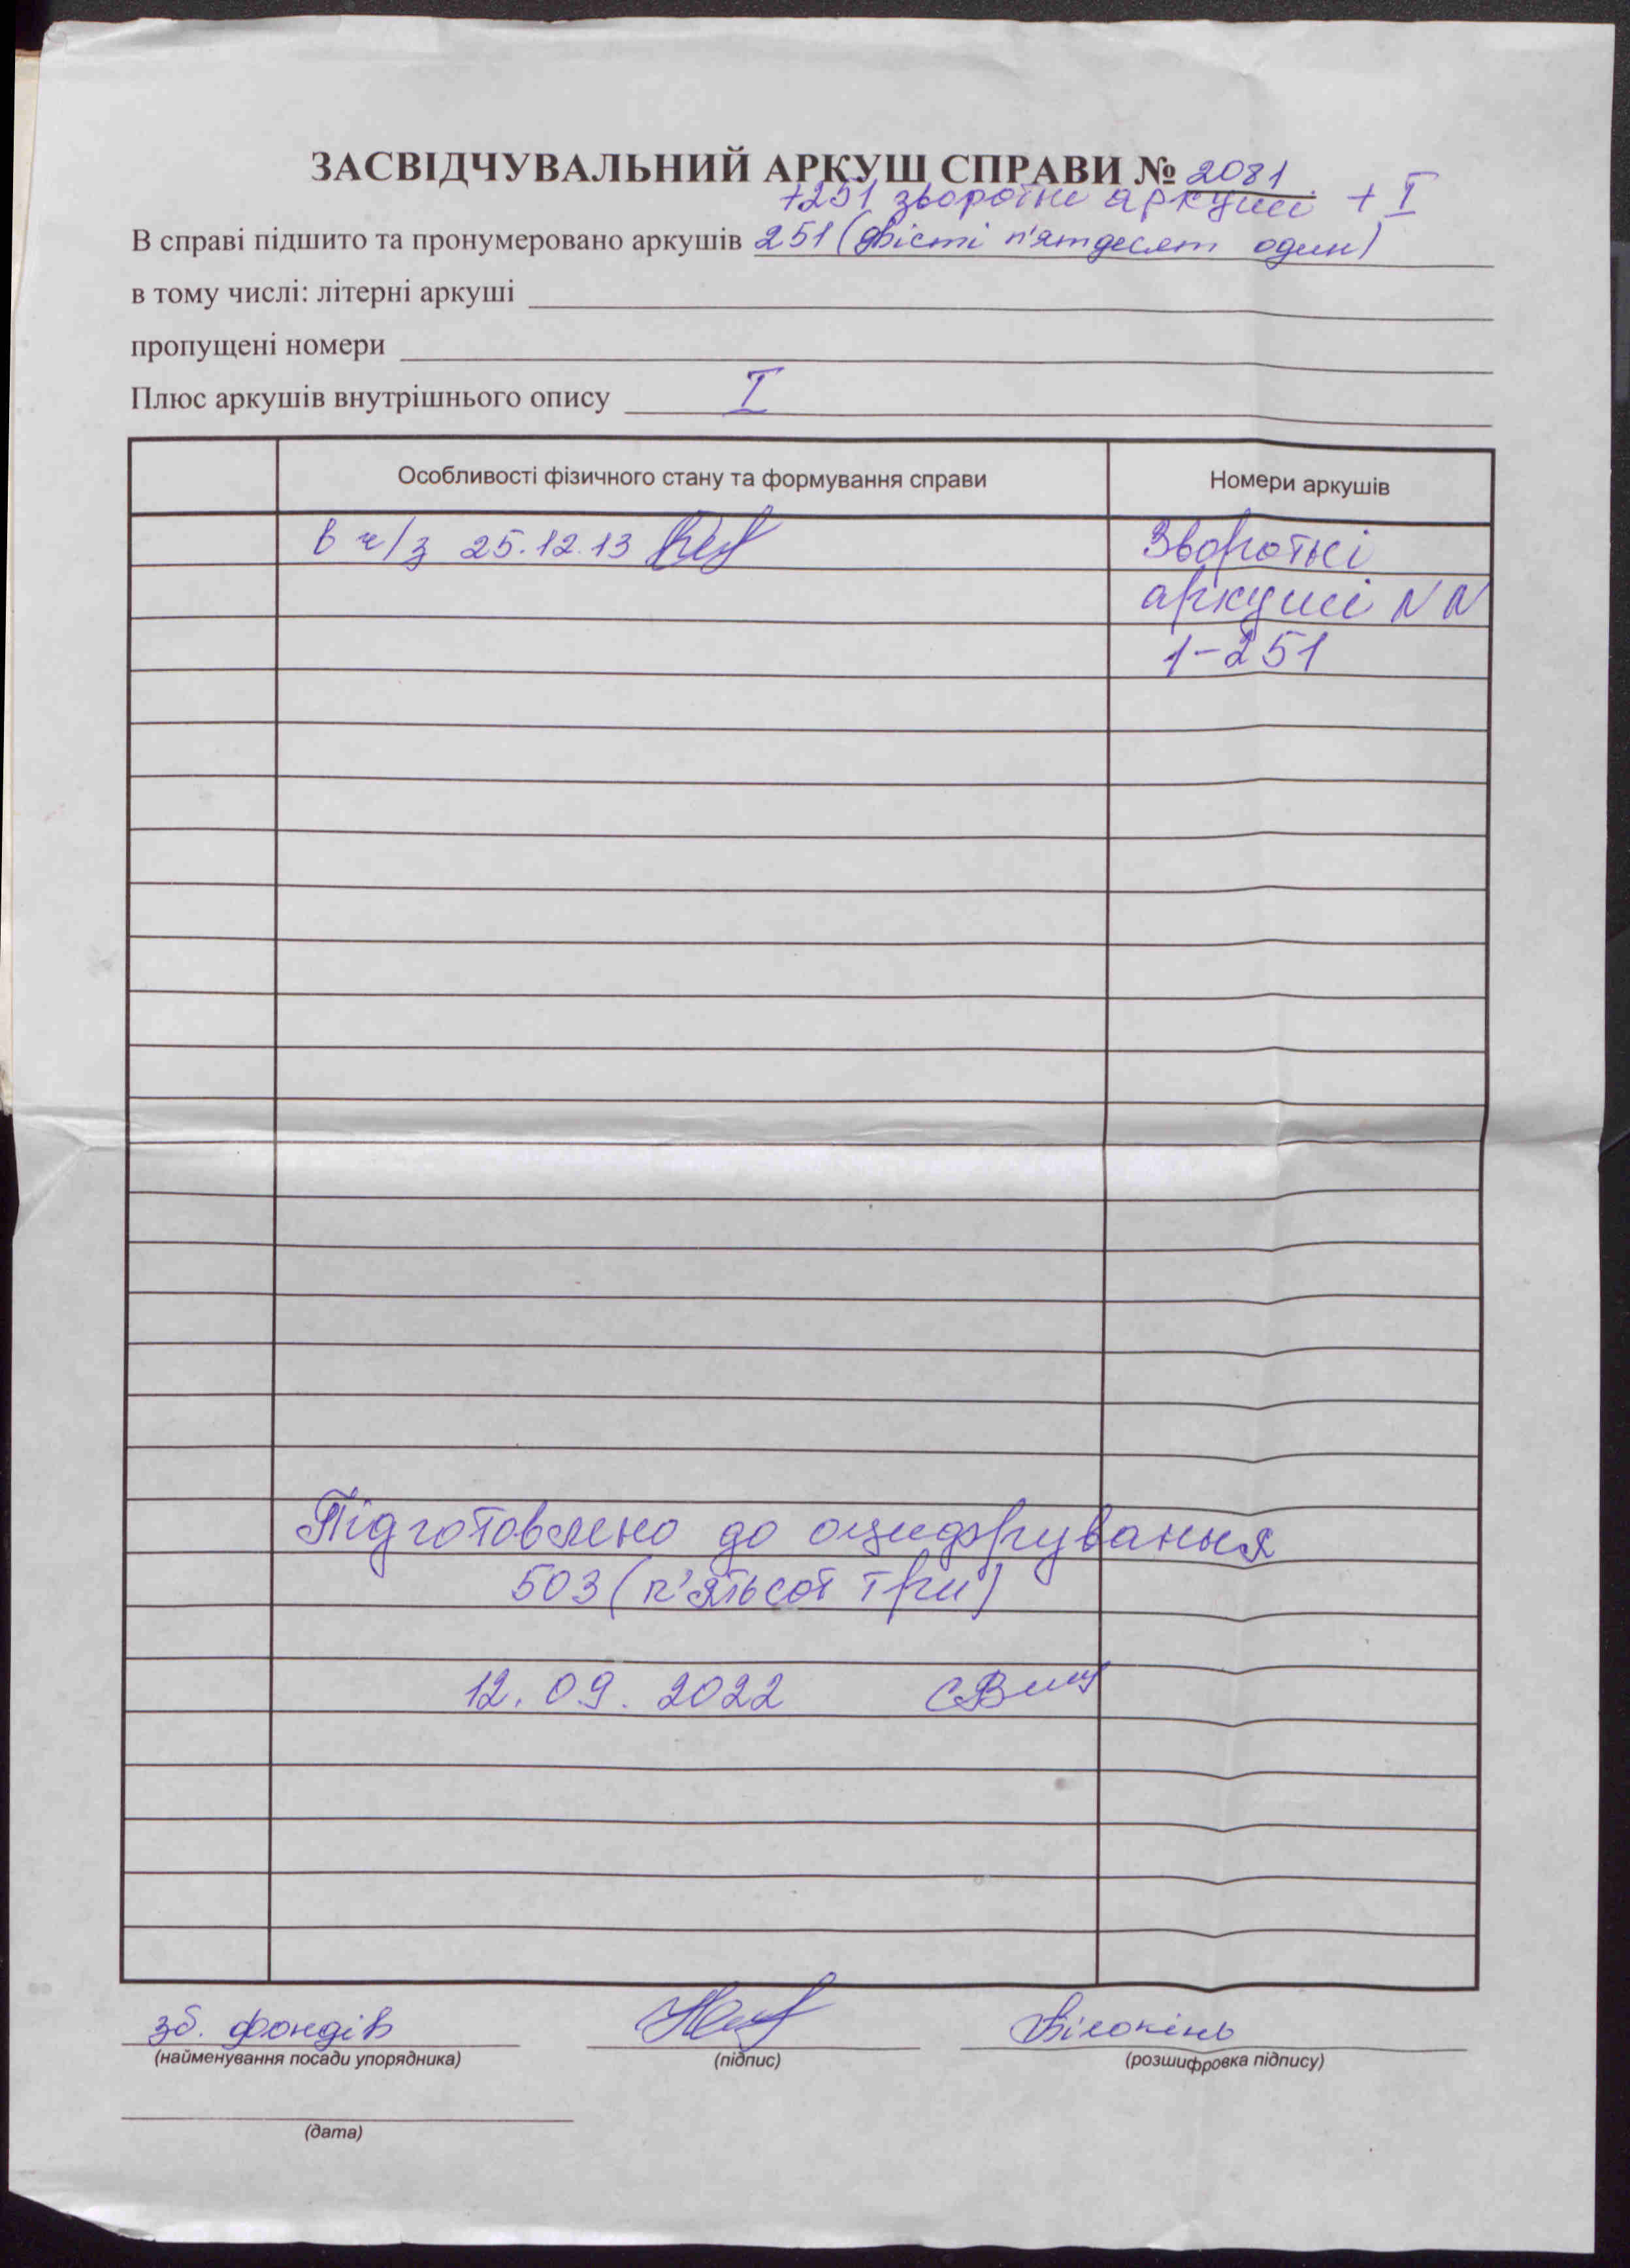 ЗАСВІДЧУВАЛЬНИЙ АРКУШ СПРАВИ № 2081
+251 зворотні аркуші + I
В справі підшито та пронумеровано аркушів 251 (двісті п'ятдесят один)
в тому числі: літерні аркуші
пропущені номери
Плюс аркушів внутрішнього опису I
Особливості фізичного стану та формування справи Номери аркушів
в ч/з 25.12.13 Зворотні
аркуші NN
1-251
Підготовлено до оцифрування
503 (п'ятьсот три)
12.09.2022
зб. фондів Білокінь
(найменування посади упорядника) (підпис) (розшифровка підпису)
(дата)